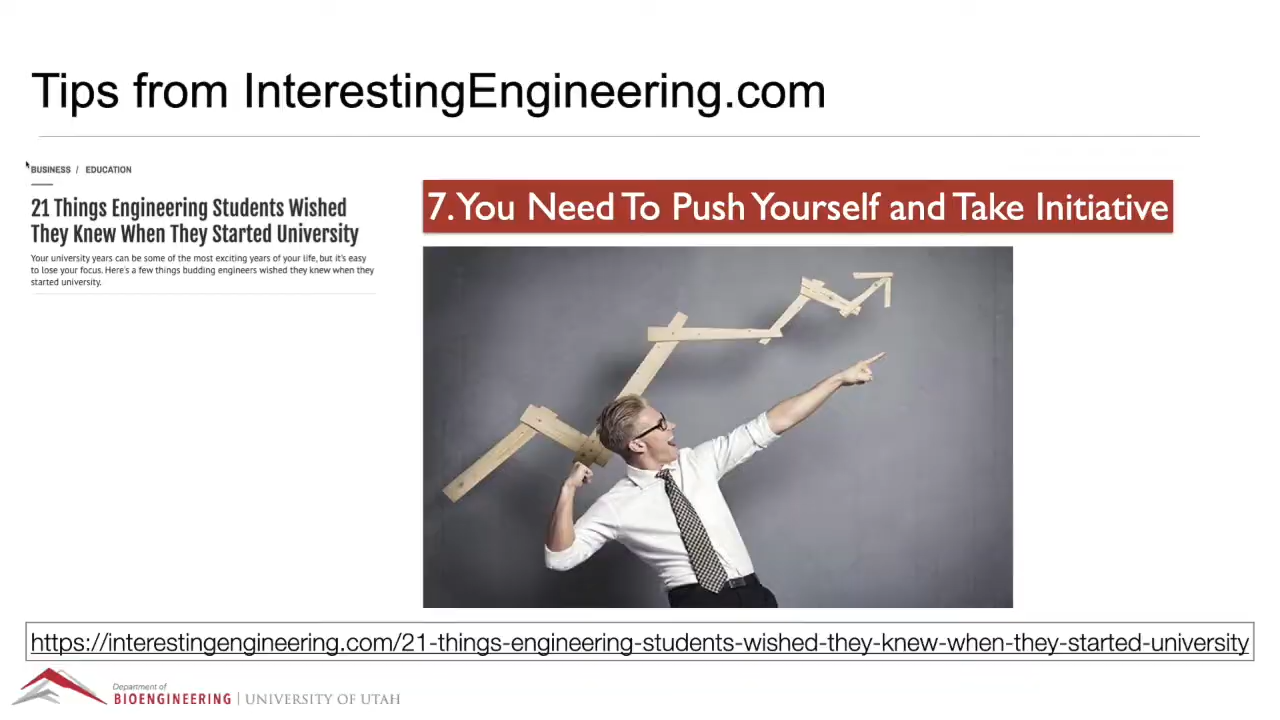 Tips from InterestingEngineering.com
BUSINESS / EDUCATION
21 Things Engineering Students Wished
They Knew When They Started University
Your university years can be some of the most exciting years of your life, but it's easy
to lose your focus. Here's a few things budding engineers wished they knew when they
started university.
7. You Need To Push Yourself and Take Initiative
https://interestingengineering.com/21-things-engineering-students-wished-they-knew-when-they-started-university
Department of
BIOENGINEERING | UNIVERSITY OF UTAH